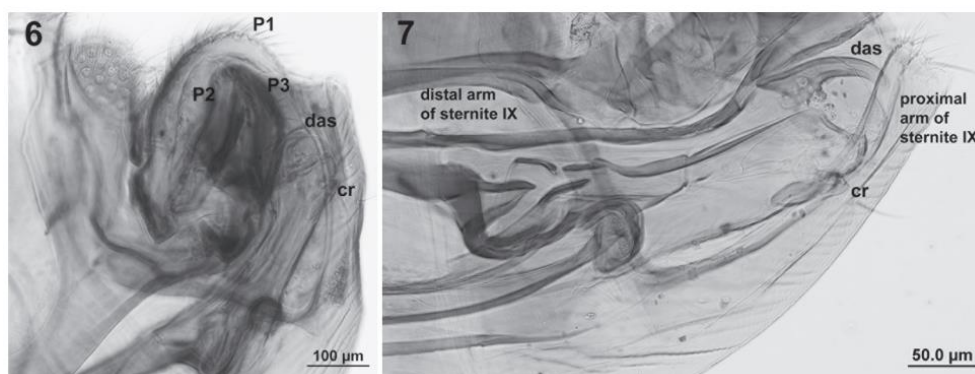 6
P1
P2
P3
das
cr
100 µm
7
das
distal arm
of sternite IX
proximal
arm of
sternite IX
cr
50.0 µm